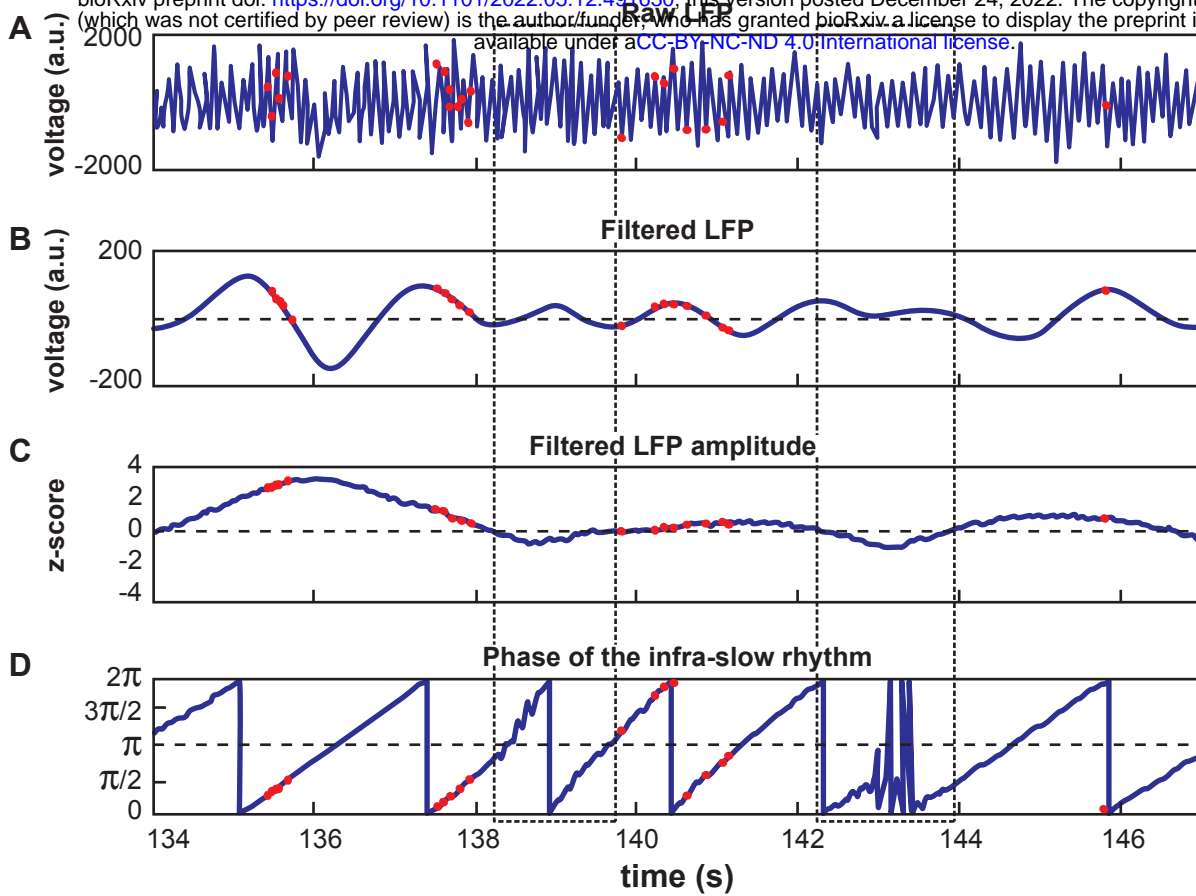 bioRxiv preprint doi: https://doi.org/10.1101/2022.05.12.491630; this version posted December 24, 2022. The copyright
(which was not certified by peer review) is the author/funder, who has granted bioRxiv a license to display the preprint i
available under aCC-BY-NC-ND 4.0 International license.
A
Raw LFP
voltage (a.u.)
2000
-2000
B
Filtered LFP
voltage (a.u.)
200
-200
C
Filtered LFP amplitude
z-score
4
2
0
-2
-4
D
Phase of the infra-slow rhythm
2π
3π/2
π
π/2
0
134 136 138 140 142 144 146
time (s)